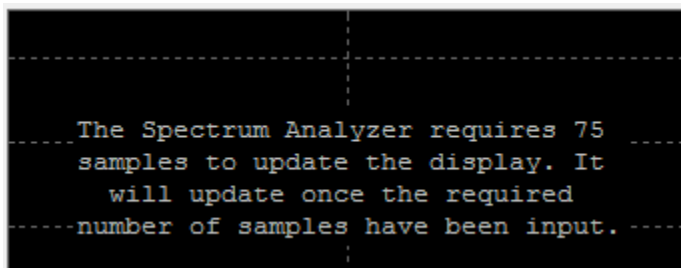 The Spectrum Analyzer requires 75
samples to update the display. It
will update once the required
number of samples have been input.